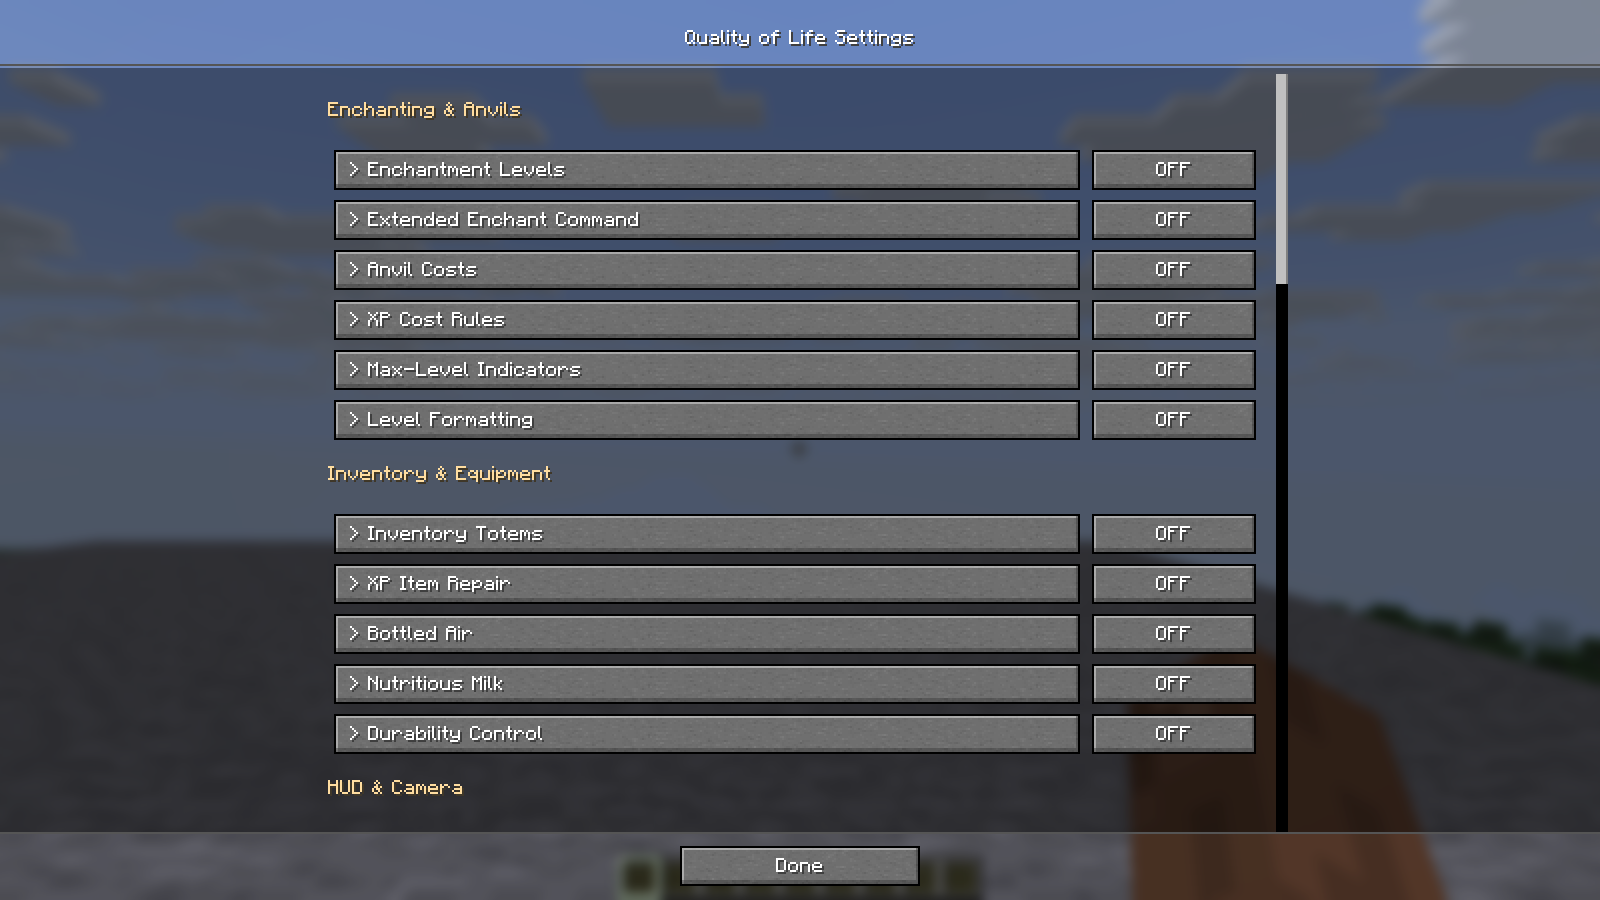 Quality of Life Settings
Enchanting & Anvils
> Enchantment Levels OFF
> Extended Enchant Command OFF
> Anvil Costs OFF
> XP Cost Rules OFF
> Max-Level Indicators OFF
> Level Formatting OFF
Inventory & Equipment
> Inventory Totems OFF
> XP Item Repair OFF
> Bottled Air OFF
> Nutritious Milk OFF
> Durability Control OFF
HUD & Camera
Done